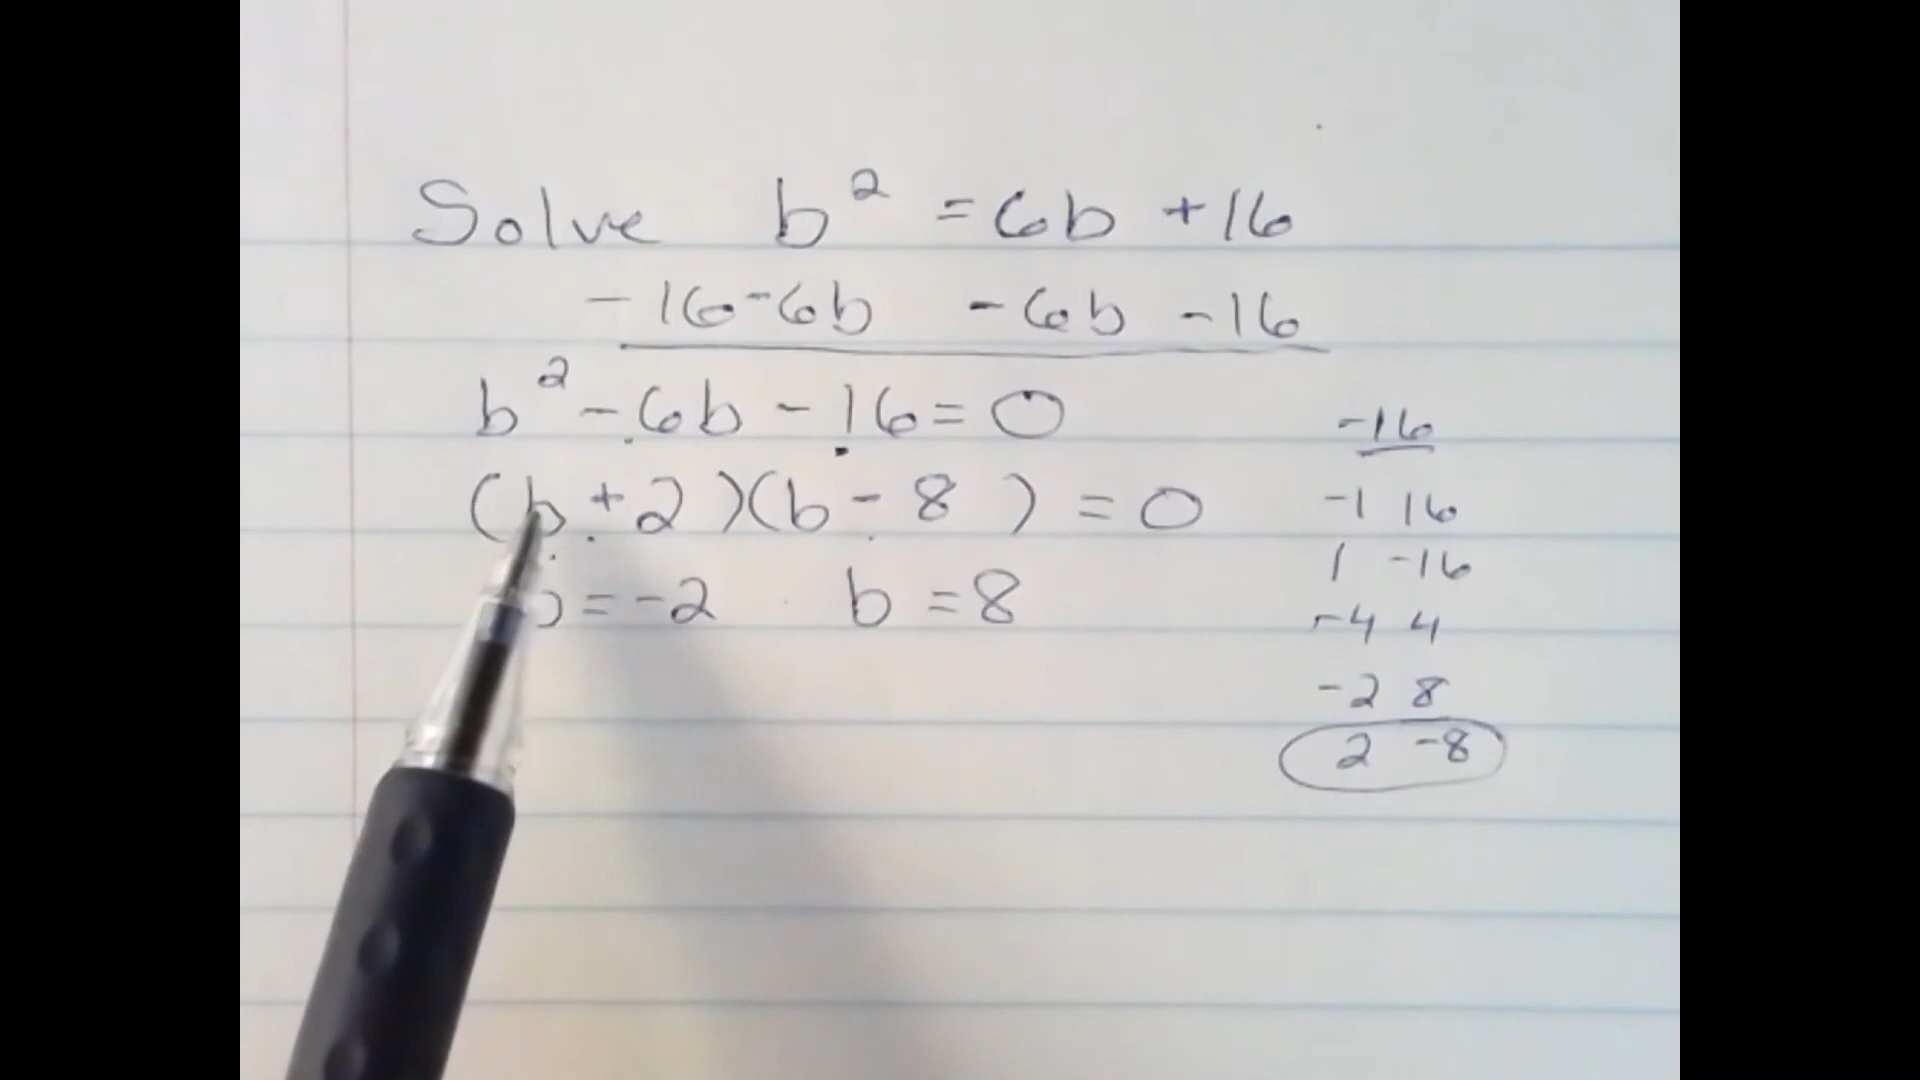 Solve b² = 6b + 16
- 16 - 6b - 6b - 16
b² - 6b - 16 = 0
(b + 2)(b - 8) = 0
b = -2 b = 8
-16
-1 16
1 -16
-4 4
-2 8
2 -8